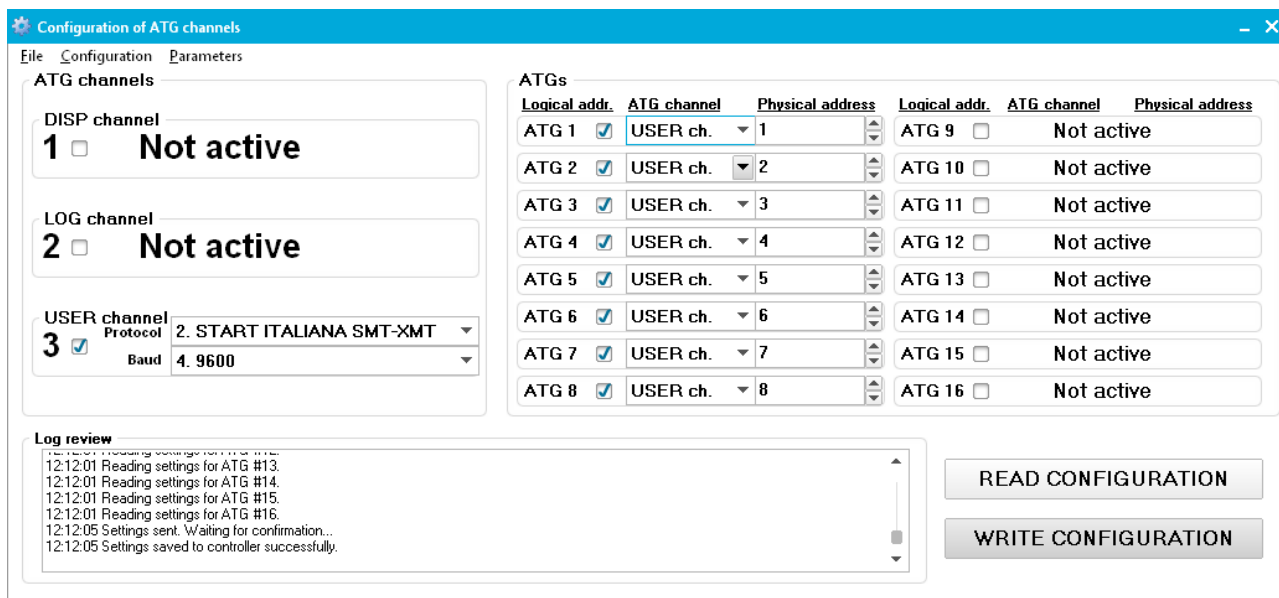 Configuration of ATG channels
File Configuration Parameters
ATG channels
DISP channel
1 Not active
LOG channel
2 Not active
USER channel
3
Protocol 2. START ITALIANA SMT-XMT
Baud 4. 9600
ATGs
Logical addr. ATG channel Physical address Logical addr. ATG channel Physical address
ATG 1 USER ch. 1 ATG 9 Not active
ATG 2 USER ch. 2 ATG 10 Not active
ATG 3 USER ch. 3 ATG 11 Not active
ATG 4 USER ch. 4 ATG 12 Not active
ATG 5 USER ch. 5 ATG 13 Not active
ATG 6 USER ch. 6 ATG 14 Not active
ATG 7 USER ch. 7 ATG 15 Not active
ATG 8 USER ch. 8 ATG 16 Not active
Log review
12:12:01 Reading settings for ATG #12.
12:12:01 Reading settings for ATG #13.
12:12:01 Reading settings for ATG #14.
12:12:01 Reading settings for ATG #15.
12:12:01 Reading settings for ATG #16.
12:12:05 Settings sent. Waiting for confirmation...
12:12:05 Settings saved to controller successfully.
READ CONFIGURATION
WRITE CONFIGURATION